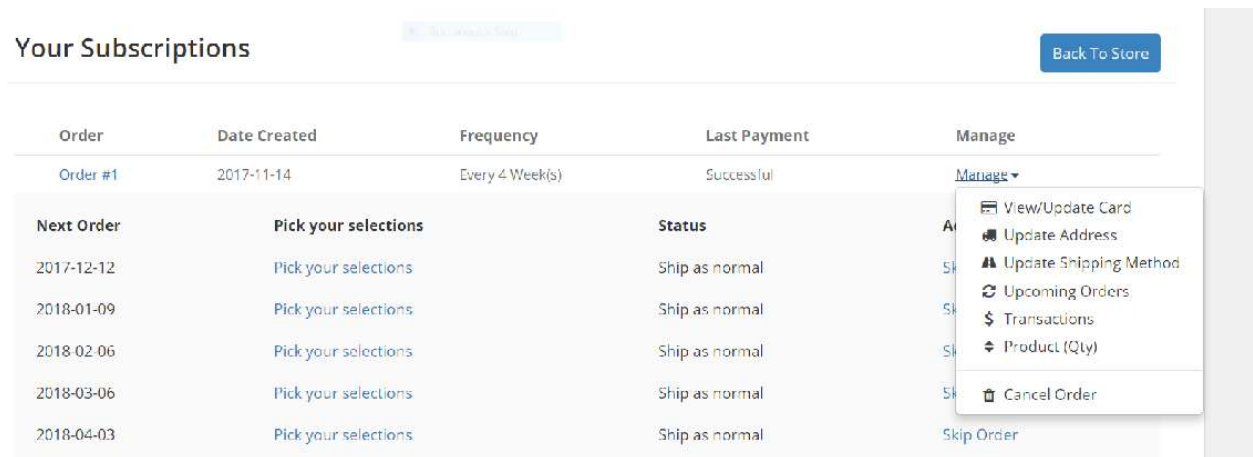 Your Subscriptions
Back To Store
Order Date Created Frequency Last Payment Manage
Order #1 2017-11-14 Every 4 Week(s) Successful Manage
View/Update Card
Next Order Pick your selections Status
Update Address
2017-12-12 Pick your selections Ship as normal Sk
Update Shipping Method
Upcoming Orders
2018-01-09 Pick your selections Ship as normal Sk
Transactions
Product (Qty)
2018-02-06 Pick your selections Ship as normal Sk
2018-03-06 Pick your selections Ship as normal Sk
Cancel Order
2018-04-03 Pick your selections Ship as normal Skip Order